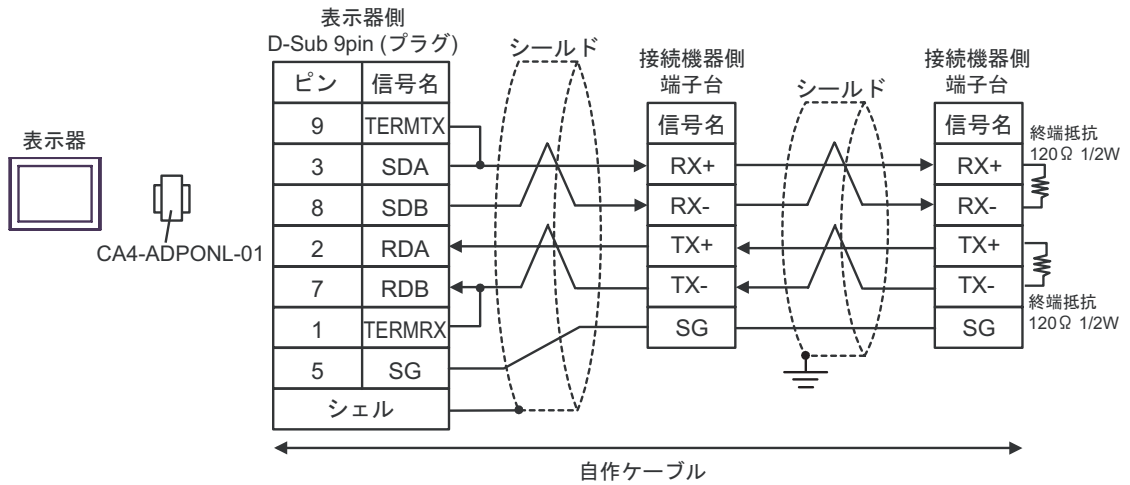 表示器
CA4-ADPONL-01
表示器側
D-Sub 9pin (プラグ)
ピン 信号名
9 TERMTX
3 SDA
8 SDB
2 RDA
7 RDB
1 TERMRX
5 SG
シェル
シールド
接続機器側
端子台
信号名
RX+
RX-
TX+
TX-
SG
シールド
接続機器側
端子台
信号名
RX+
RX-
TX+
TX-
SG
終端抵抗
120Ω 1/2W
終端抵抗
120Ω 1/2W
自作ケーブル